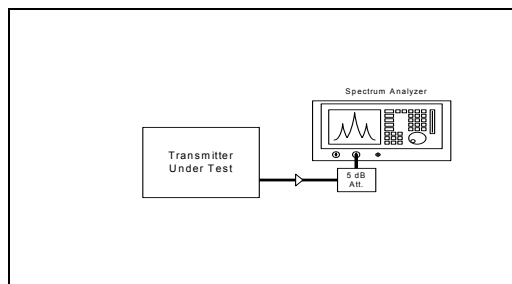 Spectrum Analyzer
Transmitter
Under Test
5 dB
Att.